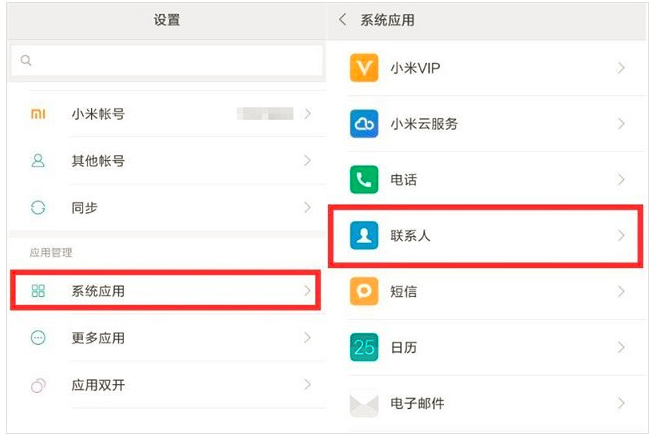 设置
小米帐号
其他帐号
同步
应用管理
系统应用
更多应用
应用双开
系统应用
小米VIP
小米云服务
电话
联系人
短信
25
日历
电子邮件